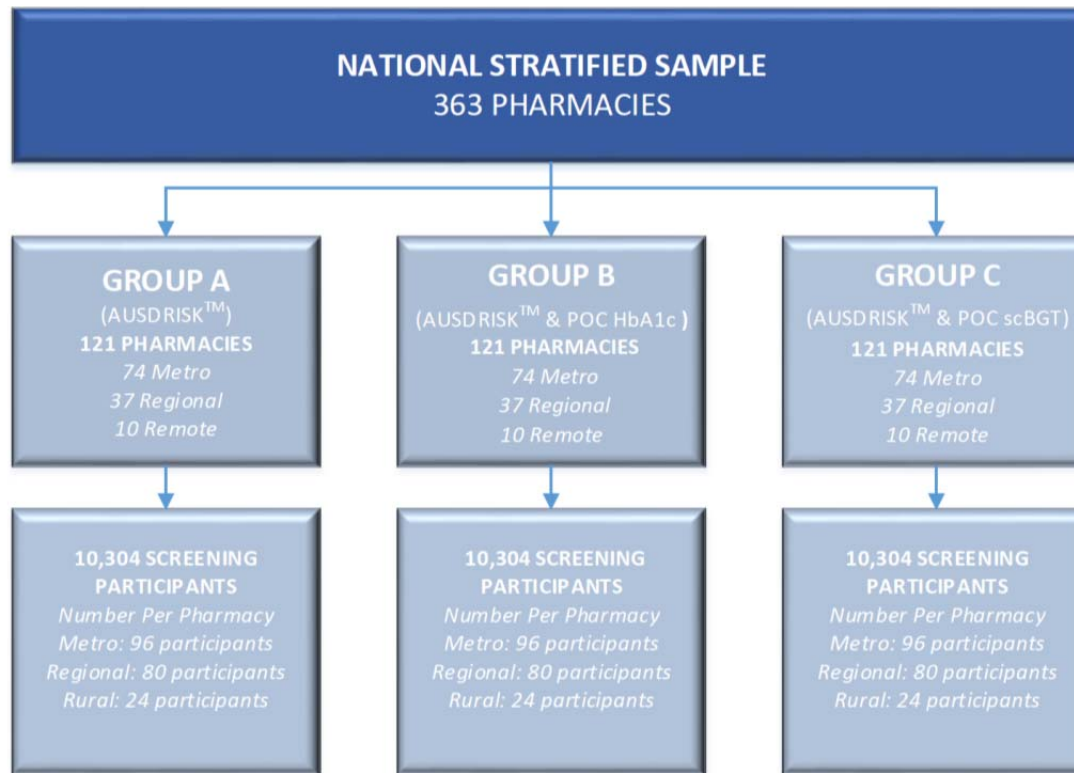 NATIONAL STRATIFIED SAMPLE
363 PHARMACIES
GROUP A
(AUSDRISK™)
121 PHARMACIES
74 Metro
37 Regional
10 Remote
GROUP B
(AUSDRISK™ & POC HbA1c )
121 PHARMACIES
74 Metro
37 Regional
10 Remote
GROUP C
(AUSDRISK™ & POC scBGT)
121 PHARMACIES
74 Metro
37 Regional
10 Remote
10,304 SCREENING
PARTICIPANTS
Number Per Pharmacy
Metro: 96 participants
Regional: 80 participants
Rural: 24 participants
10,304 SCREENING
PARTICIPANTS
Number Per Pharmacy
Metro: 96 participants
Regional: 80 participants
Rural: 24 participants
10,304 SCREENING
PARTICIPANTS
Number Per Pharmacy
Metro: 96 participants
Regional: 80 participants
Rural: 24 participants